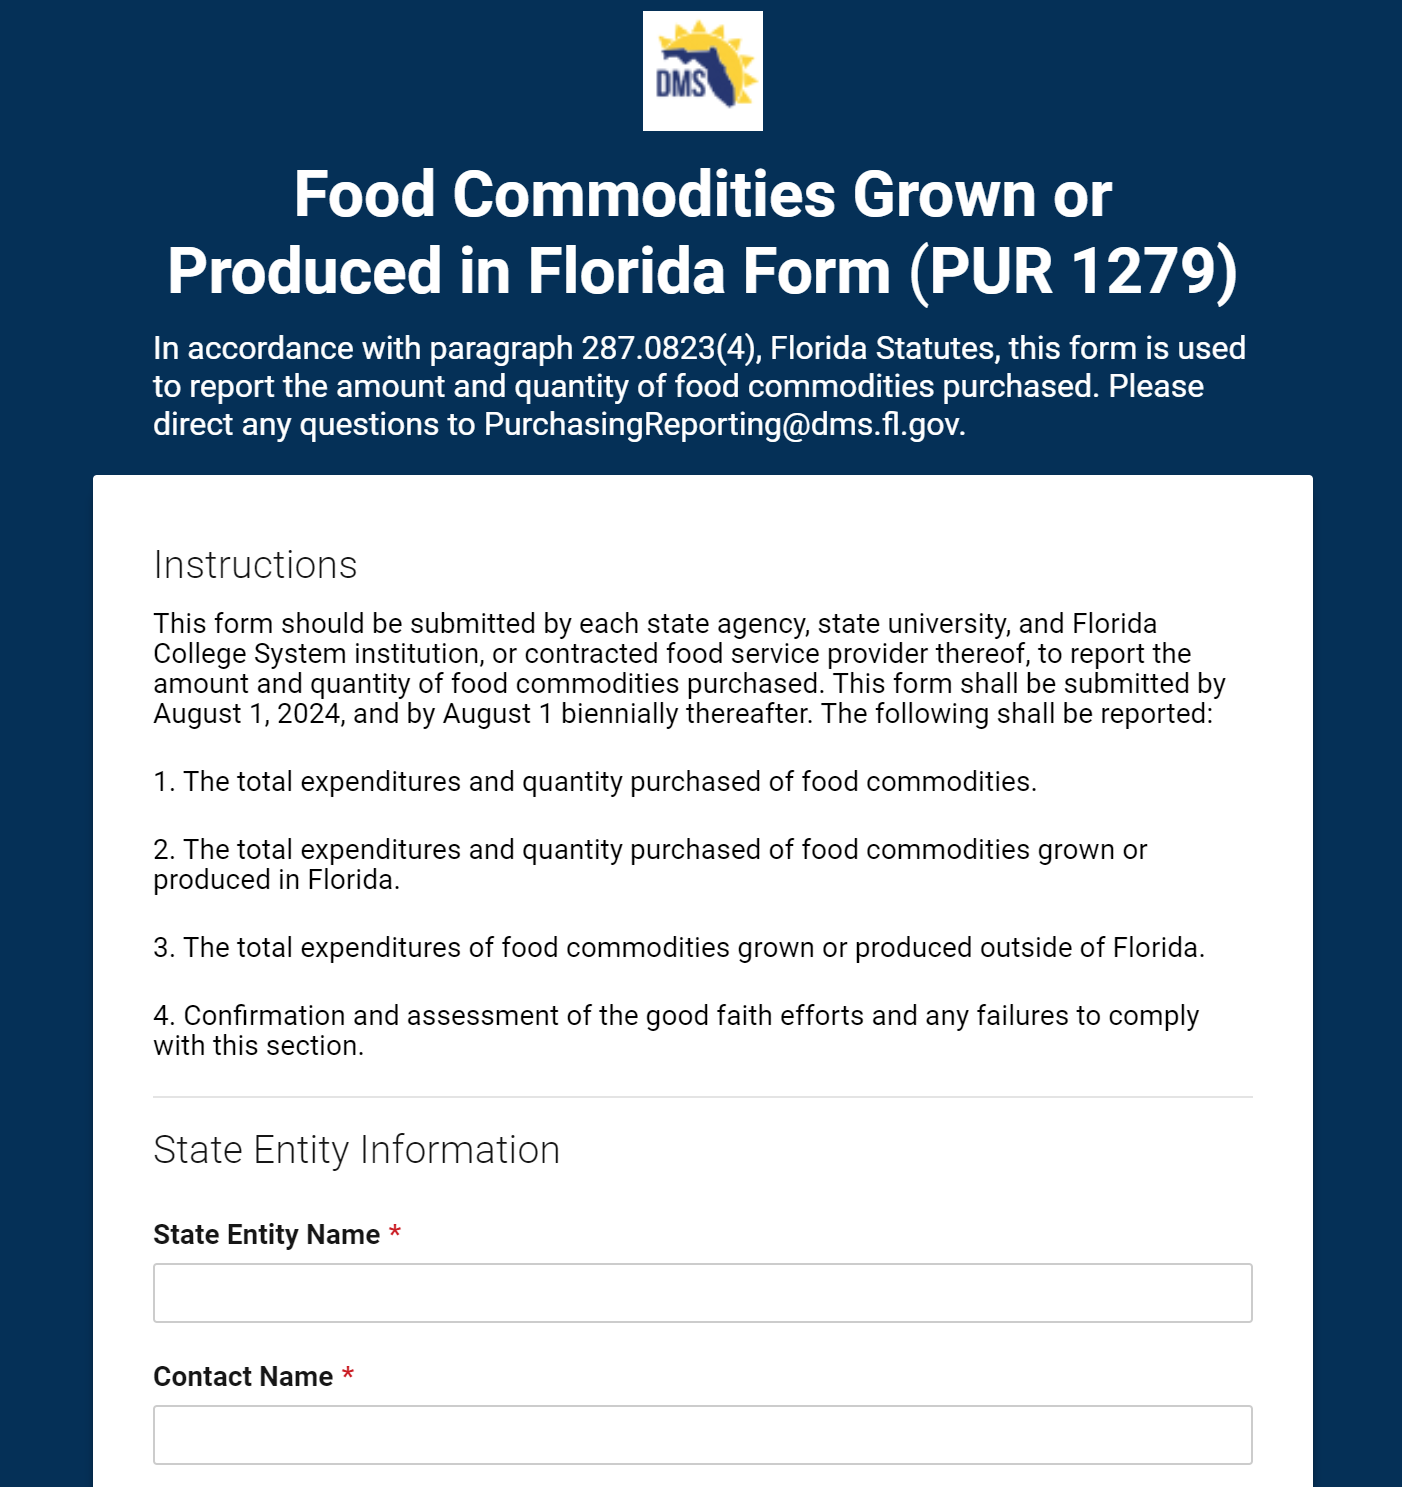 DMS
Food Commodities Grown or
Produced in Florida Form (PUR 1279)
In accordance with paragraph 287.0823(4), Florida Statutes, this form is used
to report the amount and quantity of food commodities purchased. Please
direct any questions to PurchasingReporting@dms.fl.gov.
Instructions
This form should be submitted by each state agency, state university, and Florida
College System institution, or contracted food service provider thereof, to report the
amount and quantity of food commodities purchased. This form shall be submitted by
August 1, 2024, and by August 1 biennially thereafter. The following shall be reported:
1. The total expenditures and quantity purchased of food commodities.
2. The total expenditures and quantity purchased of food commodities grown or
produced in Florida.
3. The total expenditures of food commodities grown or produced outside of Florida.
4. Confirmation and assessment of the good faith efforts and any failures to comply
with this section.
State Entity Information
State Entity Name *
Contact Name *